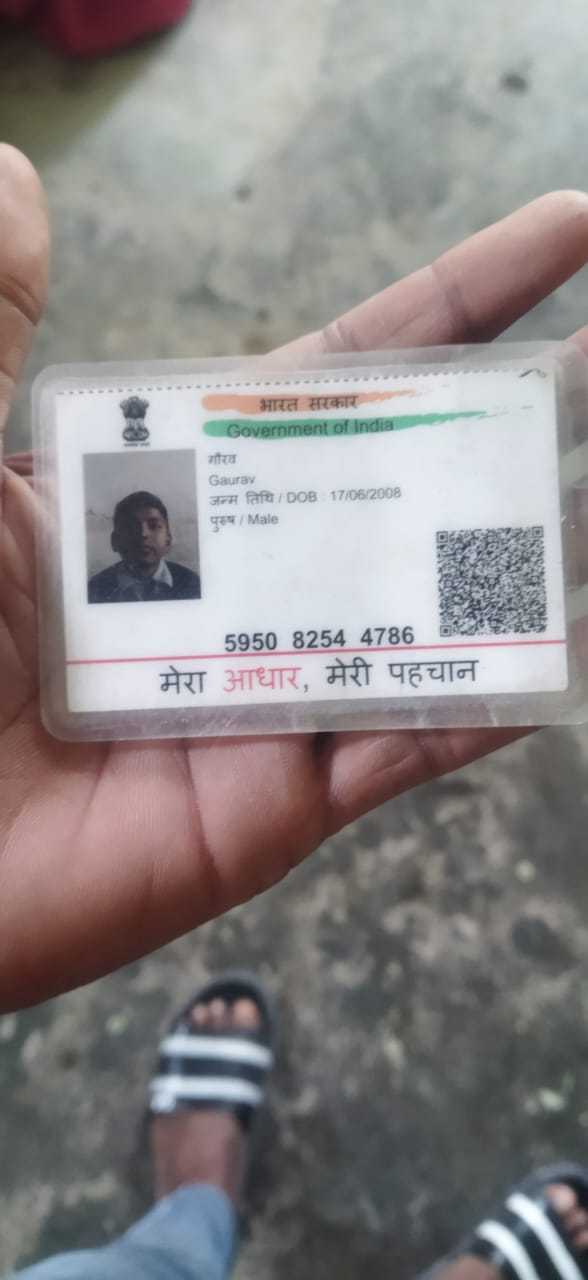 भारत सरकार
Government of India
गौरव
Gaurav
जन्म तिथि / DOB : 17/06/2008
पुरुष / Male
5950 8254 4786
मेरा आधार, मेरी पहचान